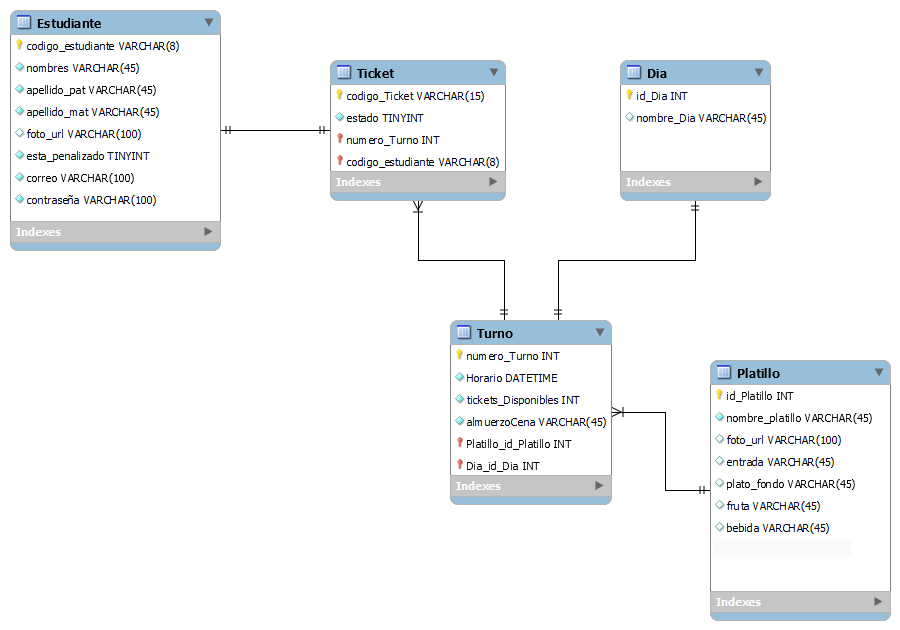 Estudiante
codigo_estudiante VARCHAR(8)
nombres VARCHAR(45)
apellido_pat VARCHAR(45)
apellido_mat VARCHAR(45)
foto_url VARCHAR(100)
esta_penalizado TINYINT
correo VARCHAR(100)
contraseña VARCHAR(100)
Indexes
Ticket
codigo_Ticket VARCHAR(15)
estado TINYINT
numero_Turno INT
codigo_estudiante VARCHAR(8)
Indexes
Dia
id_Dia INT
nombre_Dia VARCHAR(45)
Indexes
Turno
numero_Turno INT
Horario DATETIME
tickets_Disponibles INT
almuerzoCena VARCHAR(45)
Platillo_id_Platillo INT
Dia_id_Dia INT
Indexes
Platillo
id_Platillo INT
nombre_platillo VARCHAR(45)
foto_url VARCHAR(100)
entrada VARCHAR(45)
plato_fondo VARCHAR(45)
fruta VARCHAR(45)
bebida VARCHAR(45)
Indexes